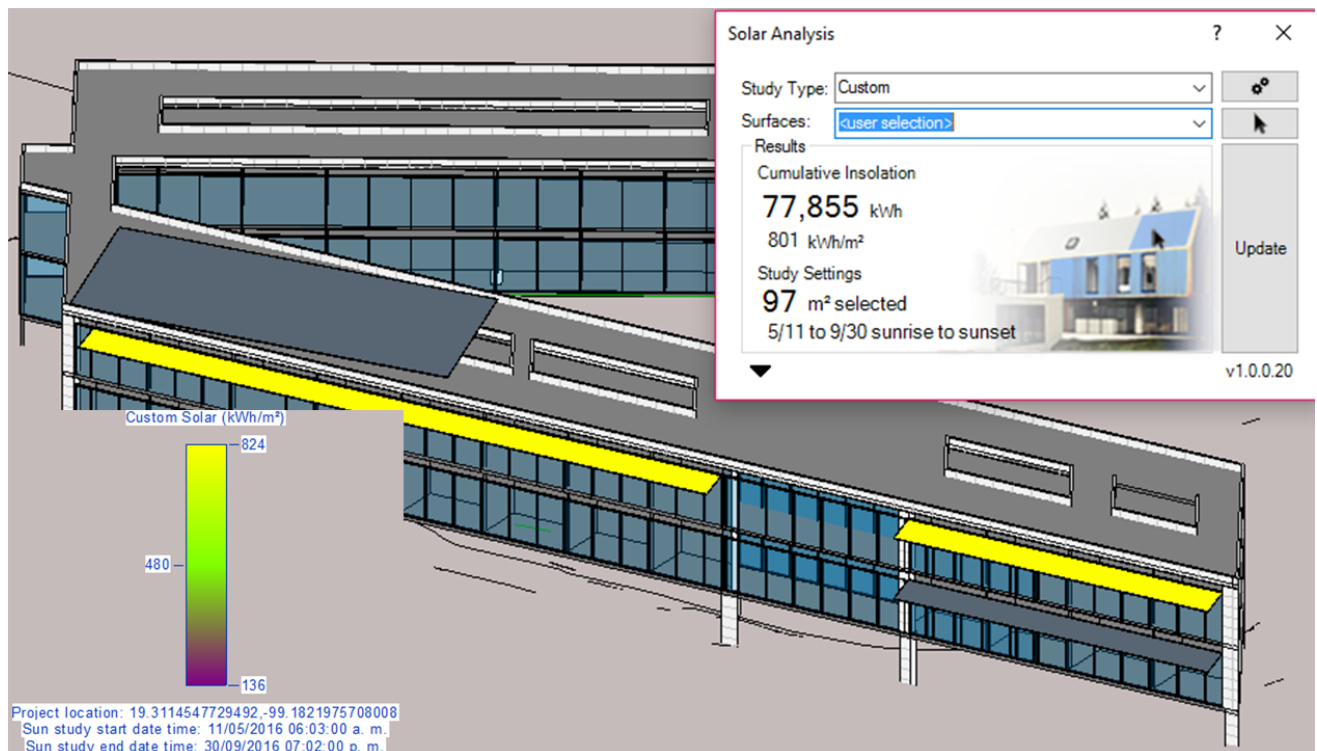 Solar Analysis
?
Study Type: Custom
Surfaces: <user selection>
Results
Cumulative Insolation
77,855 kWh
801 kWh/m²
Study Settings
97 m² selected
5/11 to 9/30 sunrise to sunset
Update
v1.0.0.20
Custom Solar (kWh/m²)
824
480
136
Project location: 19.3114547729492,-99.1821975708008
Sun study start date time: 11/05/2016 06:03:00 a. m.
Sun study end date time: 30/09/2016 07:02:00 p. m.